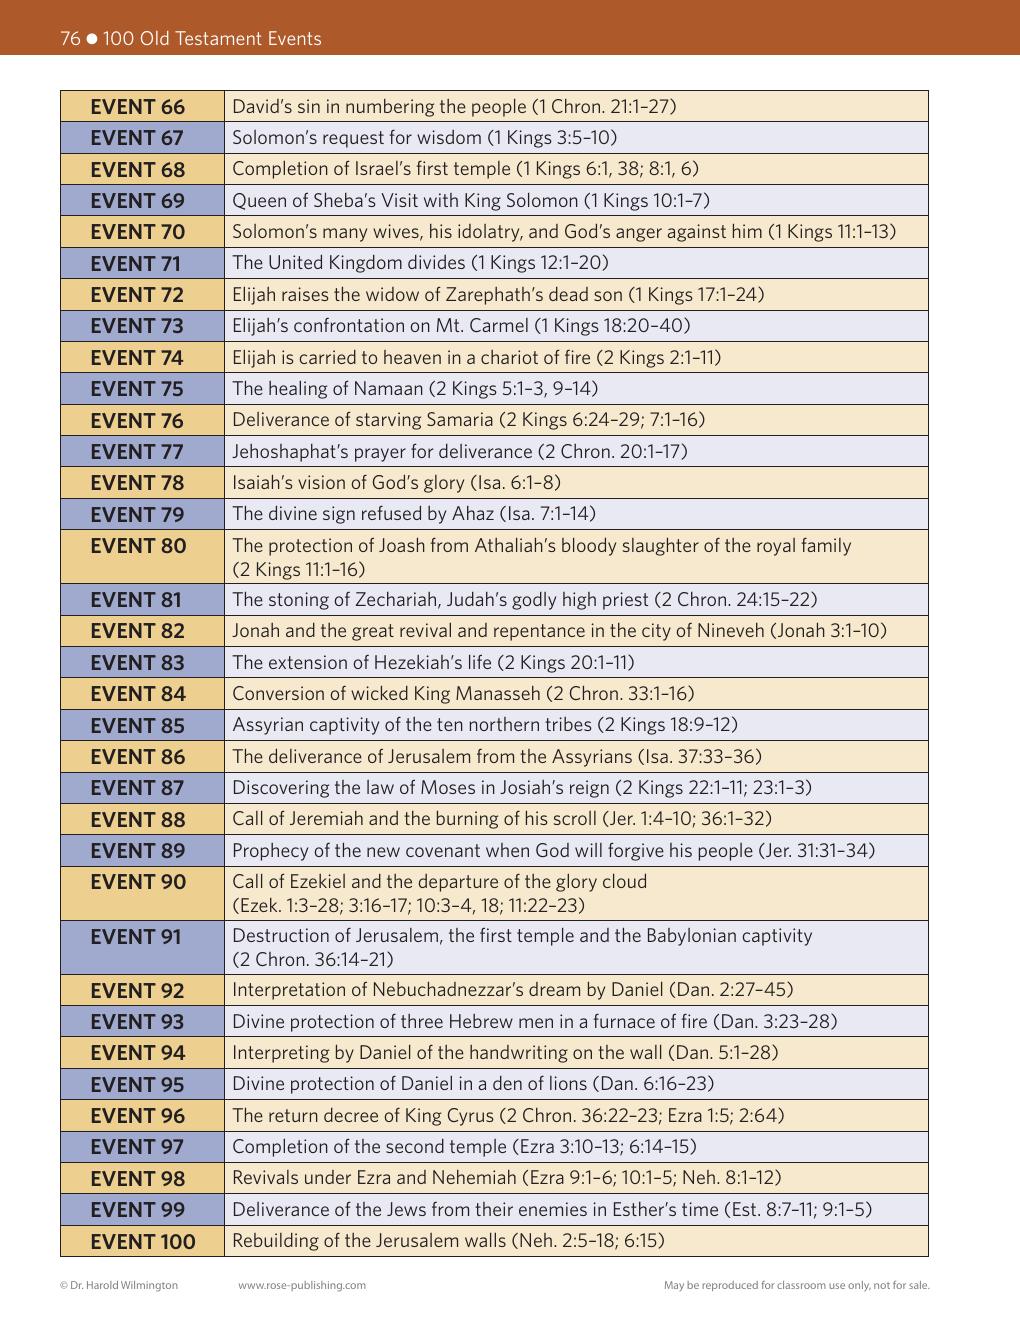 76 ● 100 Old Testament Events
EVENT 66 David’s sin in numbering the people (1 Chron. 21:1–27)
EVENT 67 Solomon’s request for wisdom (1 Kings 3:5–10)
EVENT 68 Completion of Israel’s first temple (1 Kings 6:1, 38; 8:1, 6)
EVENT 69 Queen of Sheba’s Visit with King Solomon (1 Kings 10:1–7)
EVENT 70 Solomon’s many wives, his idolatry, and God’s anger against him (1 Kings 11:1–13)
EVENT 71 The United Kingdom divides (1 Kings 12:1–20)
EVENT 72 Elijah raises the widow of Zarephath’s dead son (1 Kings 17:1–24)
EVENT 73 Elijah’s confrontation on Mt. Carmel (1 Kings 18:20–40)
EVENT 74 Elijah is carried to heaven in a chariot of fire (2 Kings 2:1–11)
EVENT 75 The healing of Namaan (2 Kings 5:1–3, 9–14)
EVENT 76 Deliverance of starving Samaria (2 Kings 6:24–29; 7:1–16)
EVENT 77 Jehoshaphat’s prayer for deliverance (2 Chron. 20:1–17)
EVENT 78 Isaiah’s vision of God’s glory (Isa. 6:1–8)
EVENT 79 The divine sign refused by Ahaz (Isa. 7:1–14)
EVENT 80 The protection of Joash from Athaliah’s bloody slaughter of the royal family
(2 Kings 11:1–16)
EVENT 81 The stoning of Zechariah, Judah’s godly high priest (2 Chron. 24:15–22)
EVENT 82 Jonah and the great revival and repentance in the city of Nineveh (Jonah 3:1–10)
EVENT 83 The extension of Hezekiah’s life (2 Kings 20:1–11)
EVENT 84 Conversion of wicked King Manasseh (2 Chron. 33:1–16)
EVENT 85 Assyrian captivity of the ten northern tribes (2 Kings 18:9–12)
EVENT 86 The deliverance of Jerusalem from the Assyrians (Isa. 37:33–36)
EVENT 87 Discovering the law of Moses in Josiah’s reign (2 Kings 22:1–11; 23:1–3)
EVENT 88 Call of Jeremiah and the burning of his scroll (Jer. 1:4–10; 36:1–32)
EVENT 89 Prophecy of the new covenant when God will forgive his people (Jer. 31:31–34)
EVENT 90 Call of Ezekiel and the departure of the glory cloud
(Ezek. 1:3–28; 3:16–17; 10:3–4, 18; 11:22–23)
EVENT 91 Destruction of Jerusalem, the first temple and the Babylonian captivity
(2 Chron. 36:14–21)
EVENT 92 Interpretation of Nebuchadnezzar’s dream by Daniel (Dan. 2:27–45)
EVENT 93 Divine protection of three Hebrew men in a furnace of fire (Dan. 3:23–28)
EVENT 94 Interpreting by Daniel of the handwriting on the wall (Dan. 5:1–28)
EVENT 95 Divine protection of Daniel in a den of lions (Dan. 6:16–23)
EVENT 96 The return decree of King Cyrus (2 Chron. 36:22–23; Ezra 1:5; 2:64)
EVENT 97 Completion of the second temple (Ezra 3:10–13; 6:14–15)
EVENT 98 Revivals under Ezra and Nehemiah (Ezra 9:1–6; 10:1–5; Neh. 8:1–12)
EVENT 99 Deliverance of the Jews from their enemies in Esther’s time (Est. 8:7–11; 9:1–5)
EVENT 100 Rebuilding of the Jerusalem walls (Neh. 2:5–18; 6:15)
© Dr. Harold Wilmington www.rose-publishing.com May be reproduced for classroom use only, not for sale.